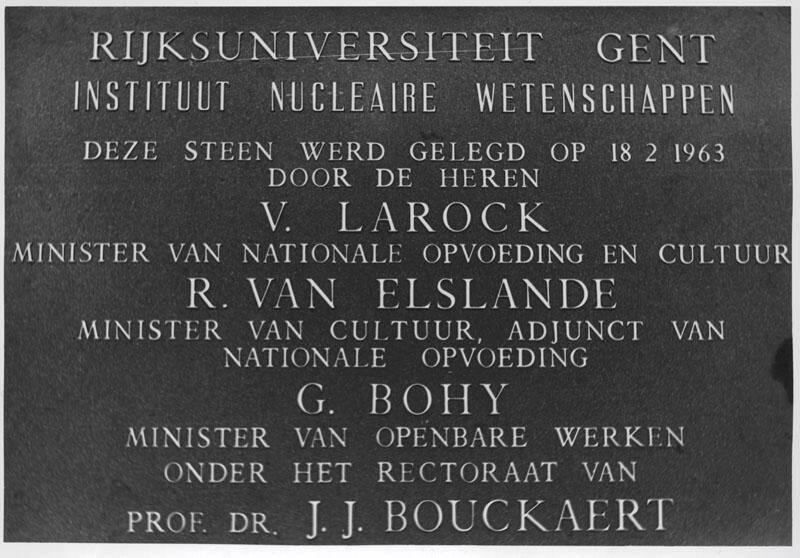 RIJKSUNIVERSITEIT GENT
INSTITUUT NUCLEAIRE WETENSCHAPPEN
DEZE STEEN WERD GELEGD OP 18 2 1963
DOOR DE HEREN
V. LAROCK
MINISTER VAN NATIONALE OPVOEDING EN CULTUUR
R. VAN ELSLANDE
MINISTER VAN CULTUUR, ADJUNCT VAN
NATIONALE OPVOEDING
G. BOHY
MINISTER VAN OPENBARE WERKEN
ONDER HET RECTORAAT VAN
PROF. DR. J. J. BOUCKAERT